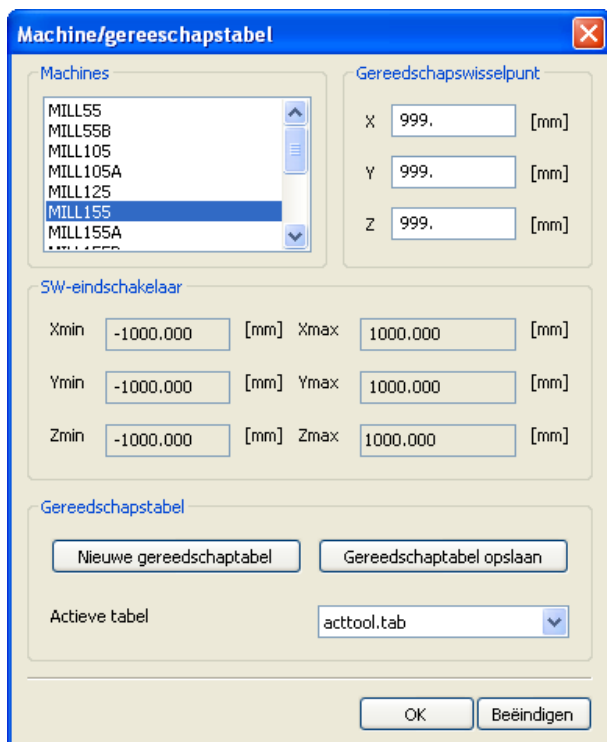 Machine/gereeschapstabel
Machines
MILL55
MILL55B
MILL105
MILL105A
MILL125
MILL155
MILL155A
MILL155B
Gereedschapswisselpunt
X 999. [mm]
Y 999. [mm]
Z 999. [mm]
SW-eindschakelaar
Xmin -1000.000 [mm] Xmax 1000.000 [mm]
Ymin -1000.000 [mm] Ymax 1000.000 [mm]
Zmin -1000.000 [mm] Zmax 1000.000 [mm]
Gereedschapstabel
Nieuwe gereedschaptabel Gereedschaptabel opslaan
Actieve tabel acttool.tab
OK Beëindigen